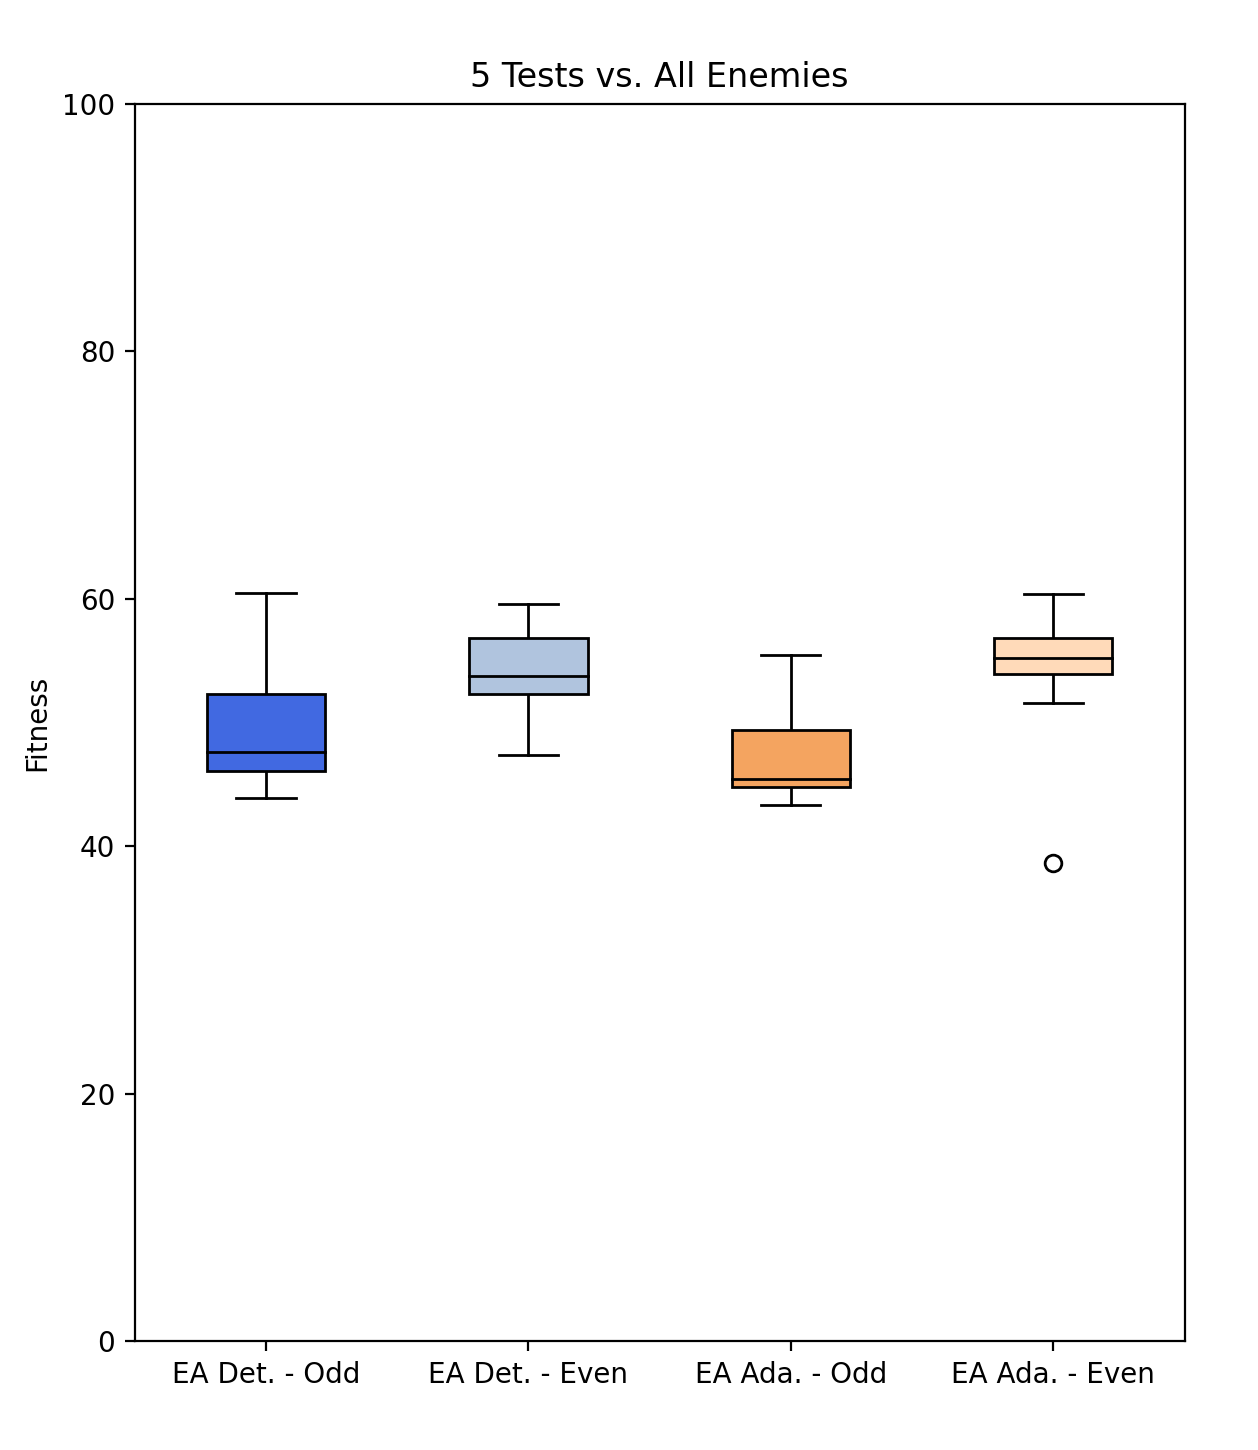 5 Tests vs. All Enemies
100
80
60
40
20
0
Fitness
EA Det. - Odd
EA Det. - Even
EA Ada. - Odd
EA Ada. - Even